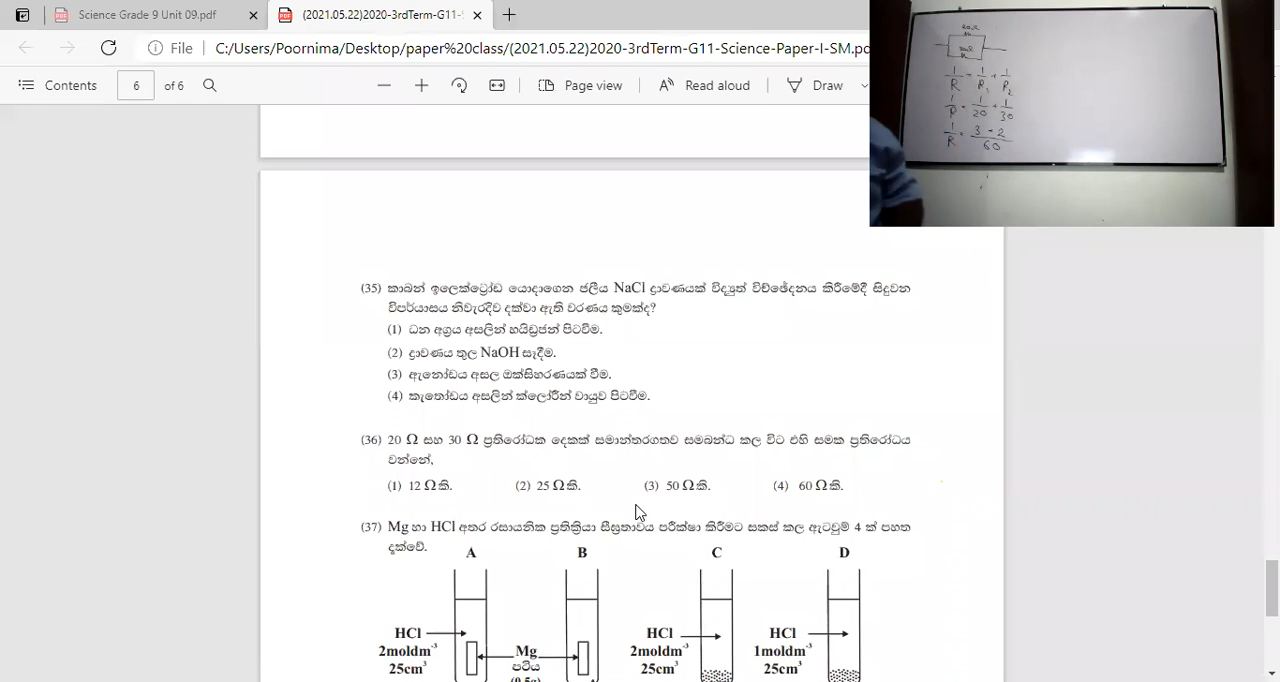 Science Grade 9 Unit 09.pdf
(2021.05.22)2020-3rdTerm-G11-S
File
C:/Users/Poornima/Desktop/paper%20class/(2021.05.22)2020-3rdTerm-G11-Science-Paper-I-SM.pd
Contents
6
of 6
Page view
Read aloud
Draw
20Ω
30Ω
1/R = 1/R1 + 1/R2
1/R = 1/20 + 1/30
1/R = 3 + 2 / 60
(35) කාබන් ඉලෙක්ට්‍රෝඩ යොදාගෙන ජලීය NaCl ද්‍රාවණයක් විද්‍යුත් විච්ඡේදනය කිරීමේදී සිදුවන
විපර්යාසය නිවැරදිව දක්වා ඇති වරණය කුමක්ද?
(1) ධන අග්‍රය අසලින් හයිඩ්‍රජන් පිටවීම.
(2) ද්‍රාවණය තුල NaOH සෑදීම.
(3) ඇනෝඩය අසල ඔක්සිහරණයක් වීම.
(4) කැතෝඩය අසලින් ක්ලෝරීන් වායුව පිටවීම.
(36) 20 Ω සහ 30 Ω ප්‍රතිරෝධක දෙකක් සමාන්තරගතව සම්බන්ධ කල විට එහි සමක ප්‍රතිරෝධය
වන්නේ,
(1) 12 Ω කි.
(2) 25 Ω කි.
(3) 50 Ω කි.
(4) 60 Ω කි.
(37) Mg හා HCl අතර රසායනික ප්‍රතික්‍රියා සීඝ්‍රතාවය පරීක්ෂා කිරීමට සකස් කල ඇටවුම් 4 ක් පහත
දැක්වේ.
A
B
C
D
HCl
2moldm⁻³
25cm³
Mg
පටිය
(0.5g)
HCl
2moldm⁻³
25cm³
HCl
1moldm⁻³
25cm³